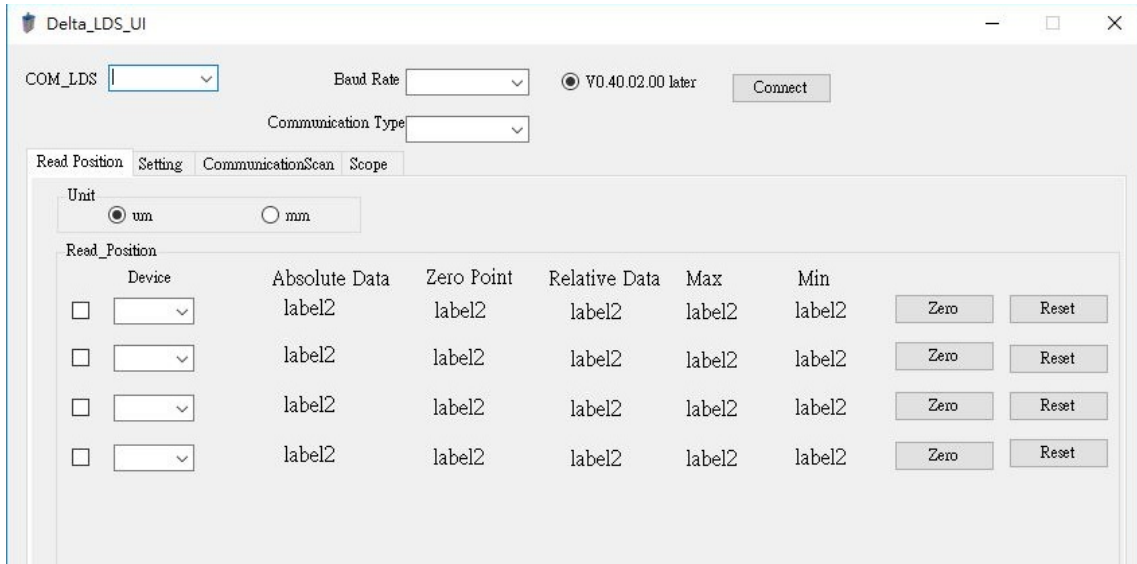 Delta_LDS_UI
COM_LDS Baud Rate V0.40.02.00 later Connect
Communication Type
Read Position Setting CommunicationScan Scope
Unit
um mm
Read_Position
Device Absolute Data Zero Point Relative Data Max Min
label2 label2 label2 label2 label2 Zero Reset
label2 label2 label2 label2 label2 Zero Reset
label2 label2 label2 label2 label2 Zero Reset
label2 label2 label2 label2 label2 Zero Reset